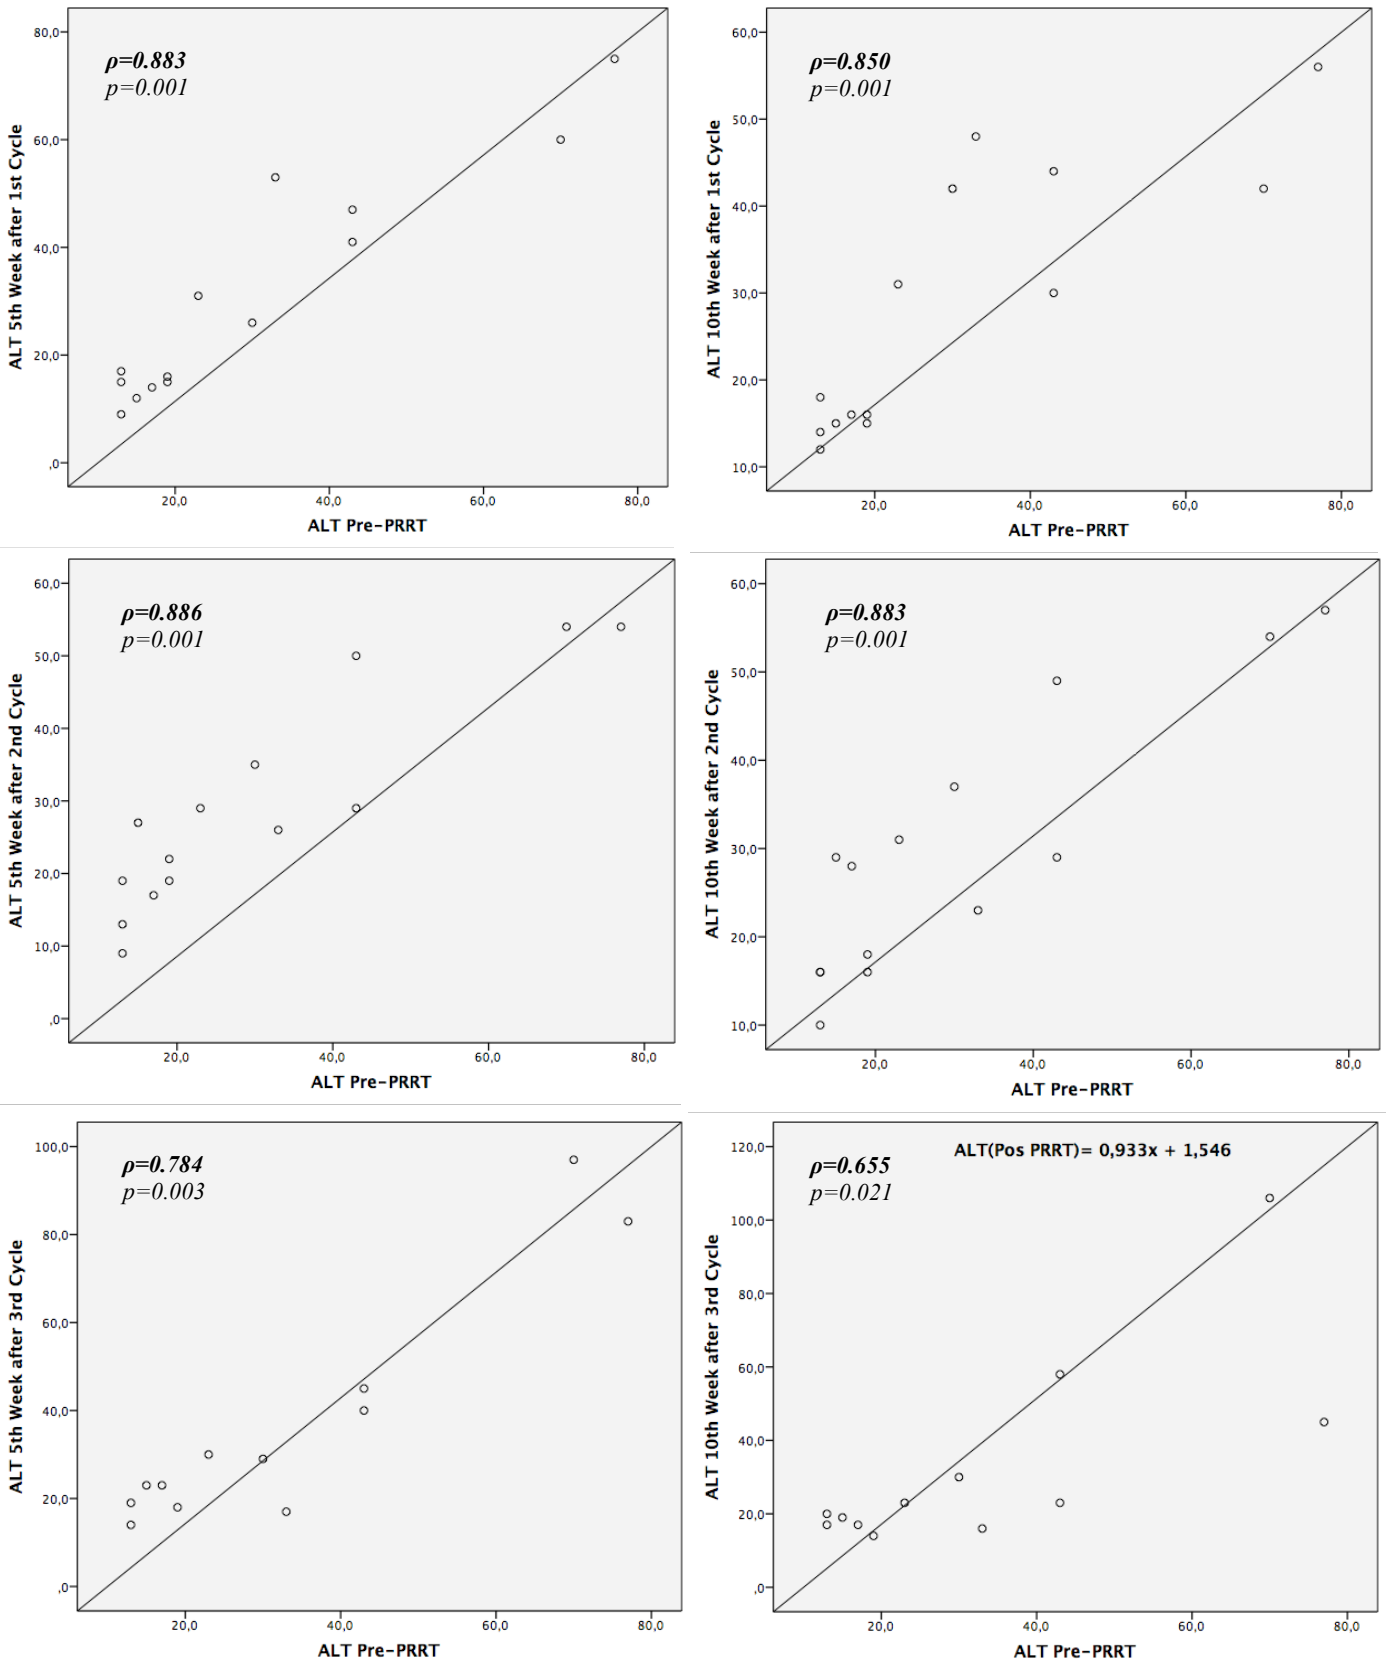 ρ=0.883
p=0.001
ALT 5th Week after 1st Cycle
80,0
60,0
40,0
20,0
,0
20,0 40,0 60,0 80,0
ALT Pre-PRRT
ρ=0.850
p=0.001
ALT 10th Week after 1st Cycle
60,0
50,0
40,0
30,0
20,0
10,0
20,0 40,0 60,0 80,0
ALT Pre-PRRT
ρ=0.886
p=0.001
ALT 5th Week after 2nd Cycle
60,0
50,0
40,0
30,0
20,0
10,0
,0
20,0 40,0 60,0 80,0
ALT Pre-PRRT
ρ=0.883
p=0.001
ALT 10th Week after 2nd Cycle
60,0
50,0
40,0
30,0
20,0
10,0
20,0 40,0 60,0 80,0
ALT Pre-PRRT
ρ=0.784
p=0.003
ALT 5th Week after 3rd Cycle
100,0
80,0
60,0
40,0
20,0
,0
20,0 40,0 60,0 80,0
ALT Pre-PRRT
ALT(Pos PRRT)= 0,933x + 1,546
ρ=0.655
p=0.021
ALT 10th Week after 3rd Cycle
120,0
100,0
80,0
60,0
40,0
20,0
,0
20,0 40,0 60,0 80,0
ALT Pre-PRRT